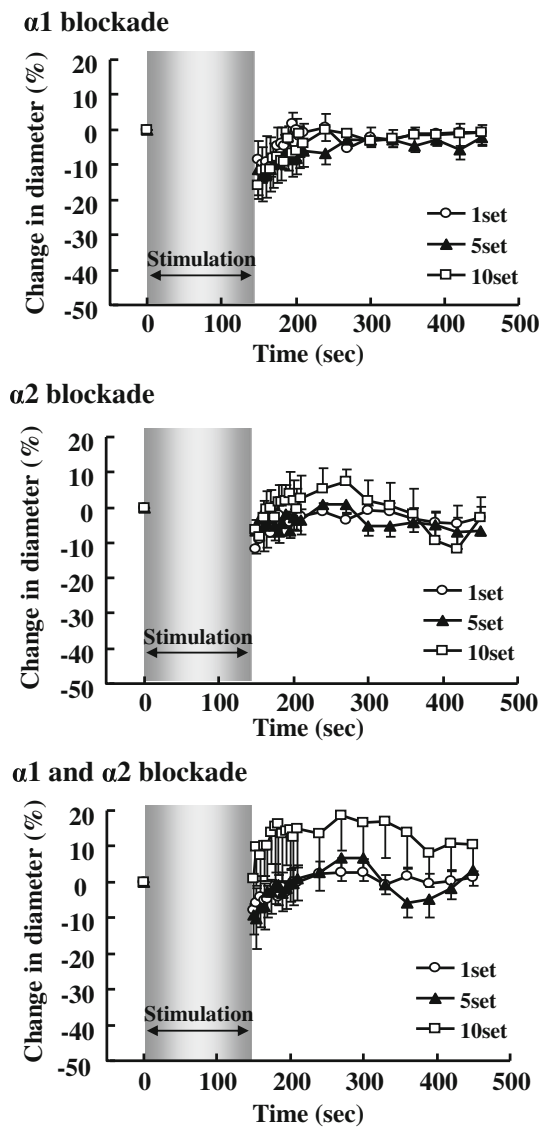 α1 blockade
Change in diameter (%)
20
10
0
-10
-20
-30
-40
-50
Stimulation
1set
5set
10set
0
100
200
300
400
500
Time (sec)
α2 blockade
Change in diameter (%)
20
10
0
-10
-20
-30
-40
-50
Stimulation
1set
5set
10set
0
100
200
300
400
500
Time (sec)
α1 and α2 blockade
Change in diameter (%)
20
10
0
-10
-20
-30
-40
-50
Stimulation
1set
5set
10set
0
100
200
300
400
500
Time (sec)